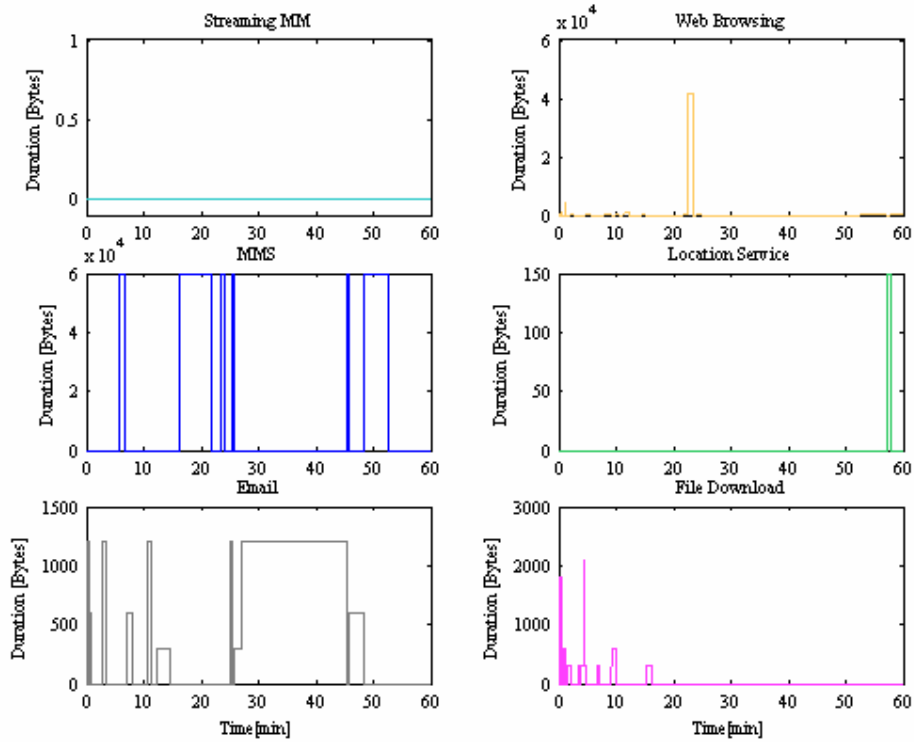 Streaming MM
Duration [Bytes]
1
0.5
0
0 10 20 30 40 50 60
Web Browsing
x 10^4
Duration [Bytes]
6
4
2
0
0 10 20 30 40 50 60
MMS
x 10^4
Duration [Bytes]
6
4
2
0
0 10 20 30 40 50 60
Location Service
Duration [Bytes]
150
100
50
0
0 10 20 30 40 50 60
Email
Duration [Bytes]
1500
1000
500
0
0 10 20 30 40 50 60
Time[min]
File Download
Duration [Bytes]
3000
2000
1000
0
0 10 20 30 40 50 60
Time[min]